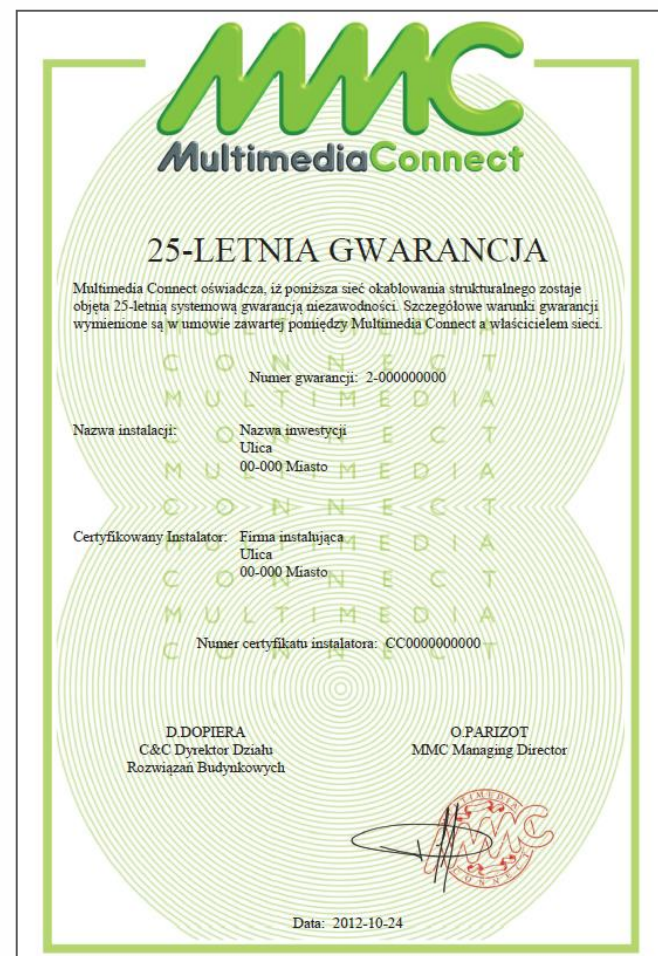 MMC
MultimediaConnect
25-LETNIA GWARANCJA
Multimedia Connect oświadcza, iż poniższa sieć okablowania strukturalnego zostaje
objęta 25-letnią systemową gwarancją niezawodności. Szczegółowe warunki gwarancji
wymienione są w umowie zawartej pomiędzy Multimedia Connect a właścicielem sieci.
MULTIMEDIA
CONNECT
Numer gwarancji: 2-000000000
MULTIMEDIA
Nazwa instalacji: Nazwa inwestycji
CONNECT
Ulica
00-000 Miasto
MULTIMEDIA
CONNECT
Certyfikowany Instalator: Firma instalująca
MULTIMEDIA
Ulica
00-000 Miasto
CONNECT
MULTIMEDIA
Numer certyfikatu instalatora: CC0000000000
CONNECT
D.DOPIERA
C&C Dyrektor Działu
Rozwiązań Budynkowych
O.PARIZOT
MMC Managing Director
MULTIMEDIA
MMC
CONNECT
Data: 2012-10-24